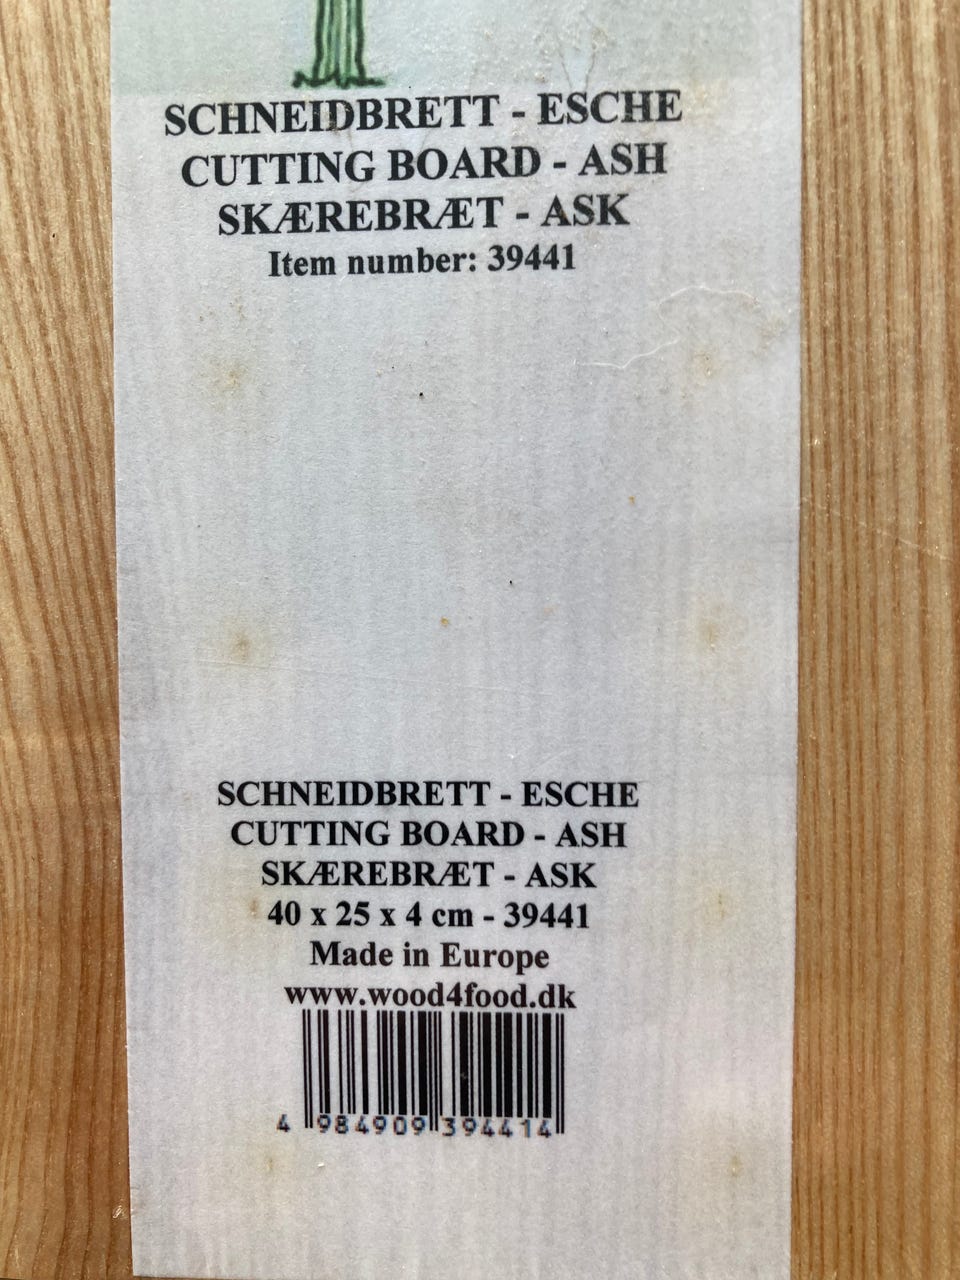 SCHNEIDBRETT - ESCHE
CUTTING BOARD - ASH
SKÆREBRÆT - ASK
Item number: 39441
SCHNEIDBRETT - ESCHE
CUTTING BOARD - ASH
SKÆREBRÆT - ASK
40 x 25 x 4 cm - 39441
Made in Europe
www.wood4food.dk
4 984909 394414